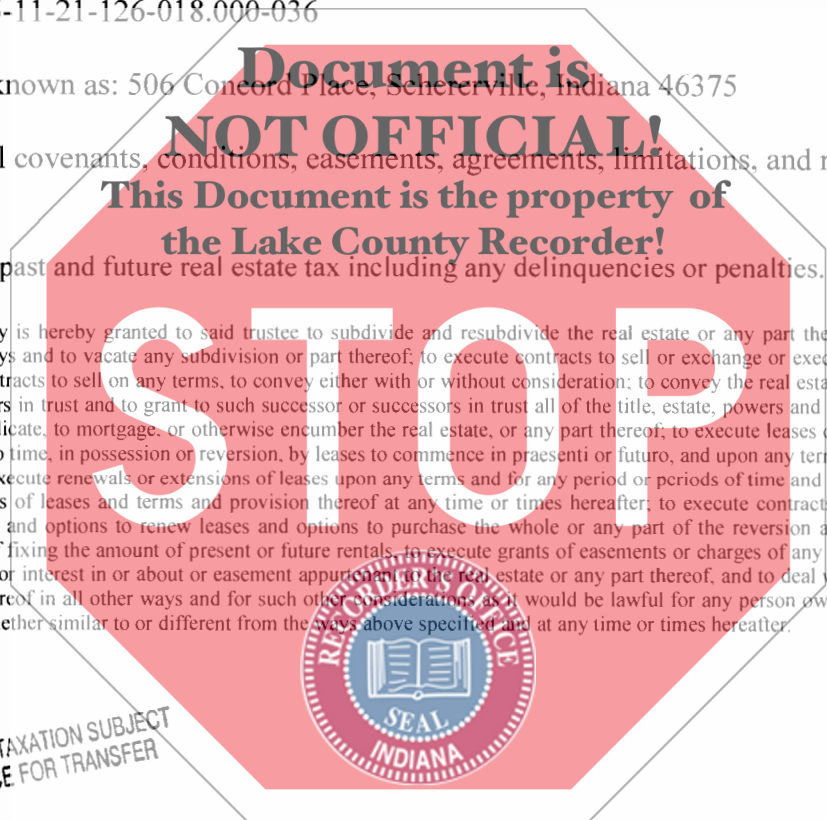 -11-21-126-018.000-036
known as: 506 Concord Place, Schererville, Indiana 46375
Document is
NOT OFFICIAL!
l covenants, conditions, easements, agreements, limitations, and r
This Document is the property of
the Lake County Recorder!
past and future real estate tax including any delinquencies or penalties.
STOP
y is hereby granted to said trustee to subdivide and resubdivide the real estate or any part the
ys and to vacate any subdivision or part thereof; to execute contracts to sell or exchange or exec
tracts to sell on any terms, to convey either with or without consideration; to convey the real esta
rs in trust and to grant to such successor or successors in trust all of the title, estate, powers and
licate, to mortgage, or otherwise encumber the real estate, or any part thereof; to execute leases
o time, in possession or reversion, by leases to commence in praesenti or futuro, and upon any ter
xecute renewals or extensions of leases upon any terms and for any period or periods of time and
s of leases and terms and provision thereof at any time or times hereafter; to execute contract
and options to renew leases and options to purchase the whole or any part of the reversion a
f fixing the amount of present or future rentals, to execute grants of easements or charges of any
or interest in or about or easement appurtenant to the real estate or any part thereof, and to deal
reof in all other ways and for such other considerations as it would be lawful for any person ow
ether similar to or different from the ways above specified and at any time or times hereafter.
RECORDER'S OFFICE
SEAL
INDIANA
TAXATION SUBJECT
E FOR TRANSFER